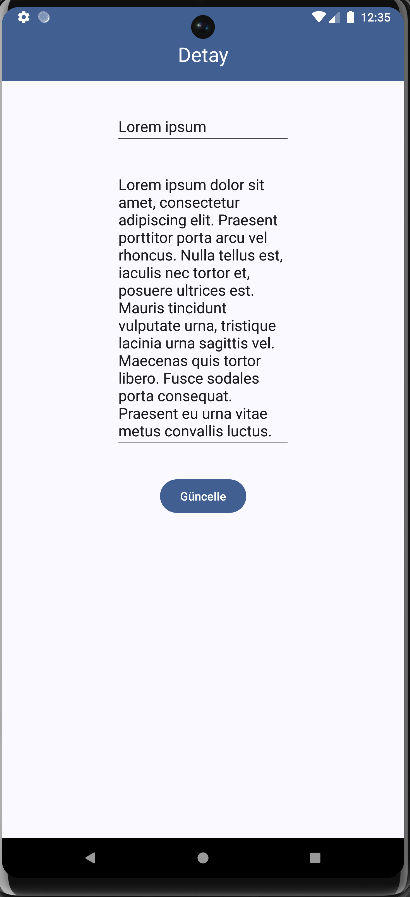 12:35
Detay
Lorem ipsum
Lorem ipsum dolor sit
amet, consectetur
adipiscing elit. Praesent
porttitor porta arcu vel
rhoncus. Nulla tellus est,
iaculis nec tortor et,
posuere ultrices est.
Mauris tincidunt
vulputate urna, tristique
lacinia urna sagittis vel.
Maecenas quis tortor
libero. Fusce sodales
porta consequat.
Praesent eu urna vitae
metus convallis luctus.
Güncelle